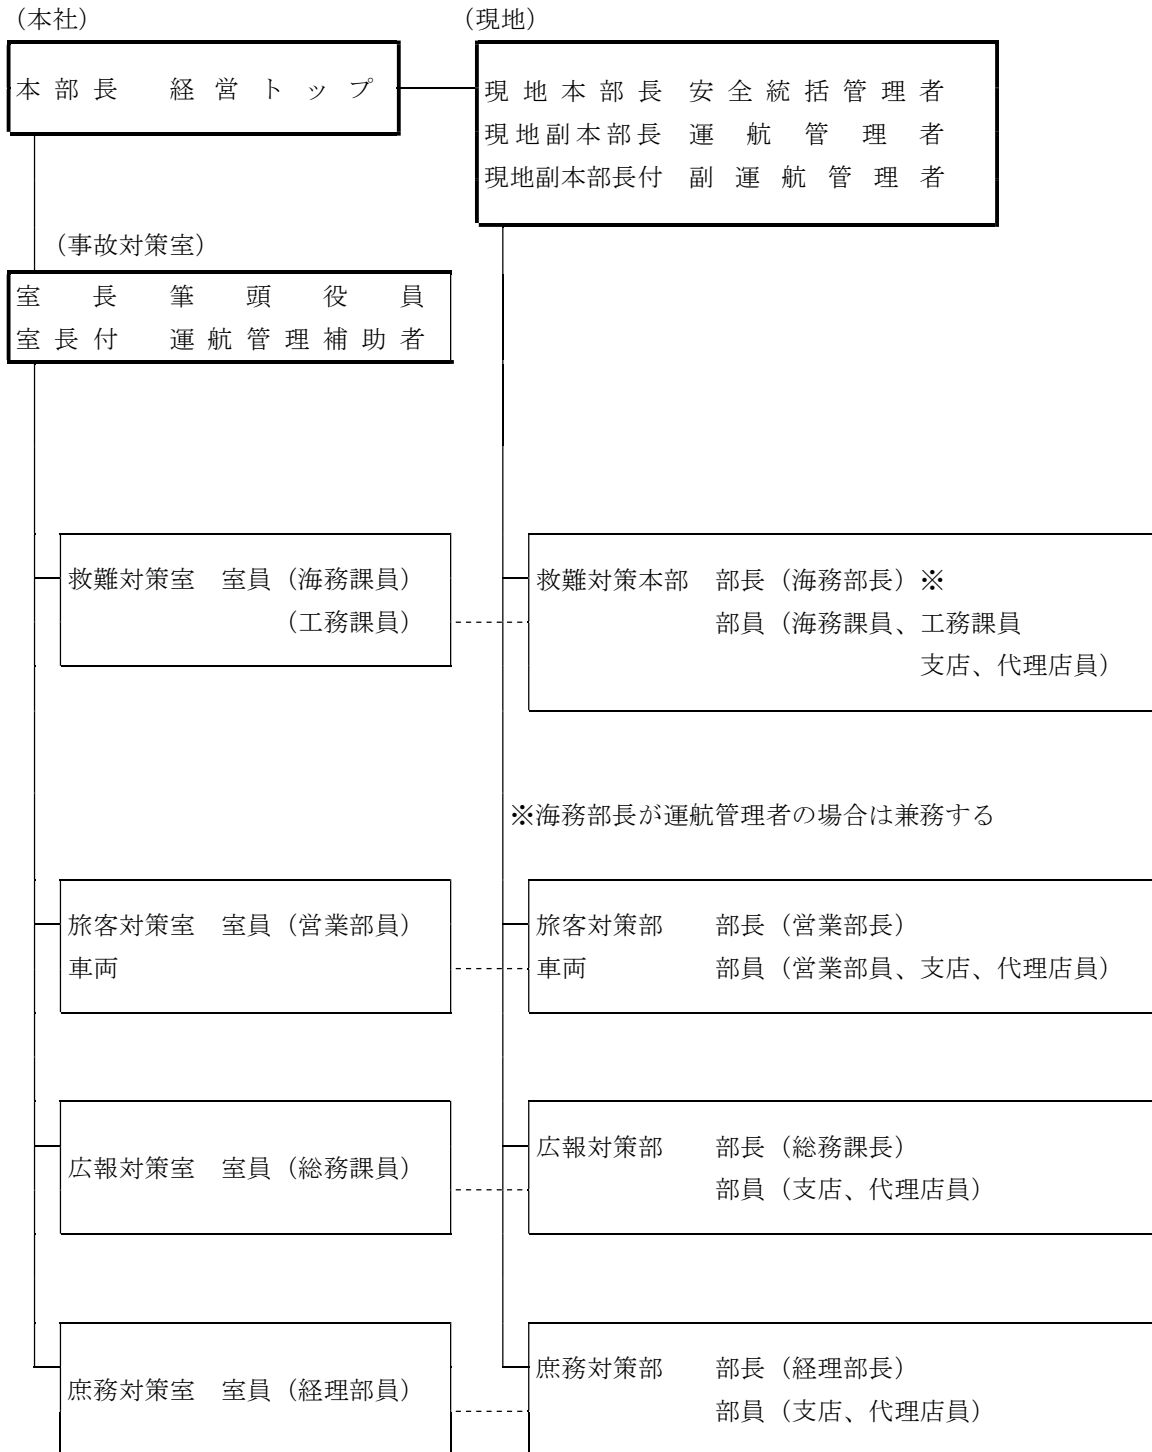 （本社）
（現地）
本部長　経営トップ
現地本部長　安全統括管理者
現地副本部長　運航管理者
現地副本部長付　副運航管理者
（事故対策室）
室長　筆頭役員
室長付　運航管理補助者
救難対策室　室員（海務課員）
（工務課員）
救難対策本部　部長（海務部長）※
部員（海務課員、工務課員
支店、代理店員）
※海務部長が運航管理者の場合は兼務する
旅客対策室　室員（営業部員）
車両
旅客対策部　部長（営業部長）
車両　部員（営業部員、支店、代理店員）
広報対策室　室員（総務課員）
広報対策部　部長（総務課長）
部員（支店、代理店員）
庶務対策室　室員（経理部員）
庶務対策部　部長（経理部長）
部員（支店、代理店員）